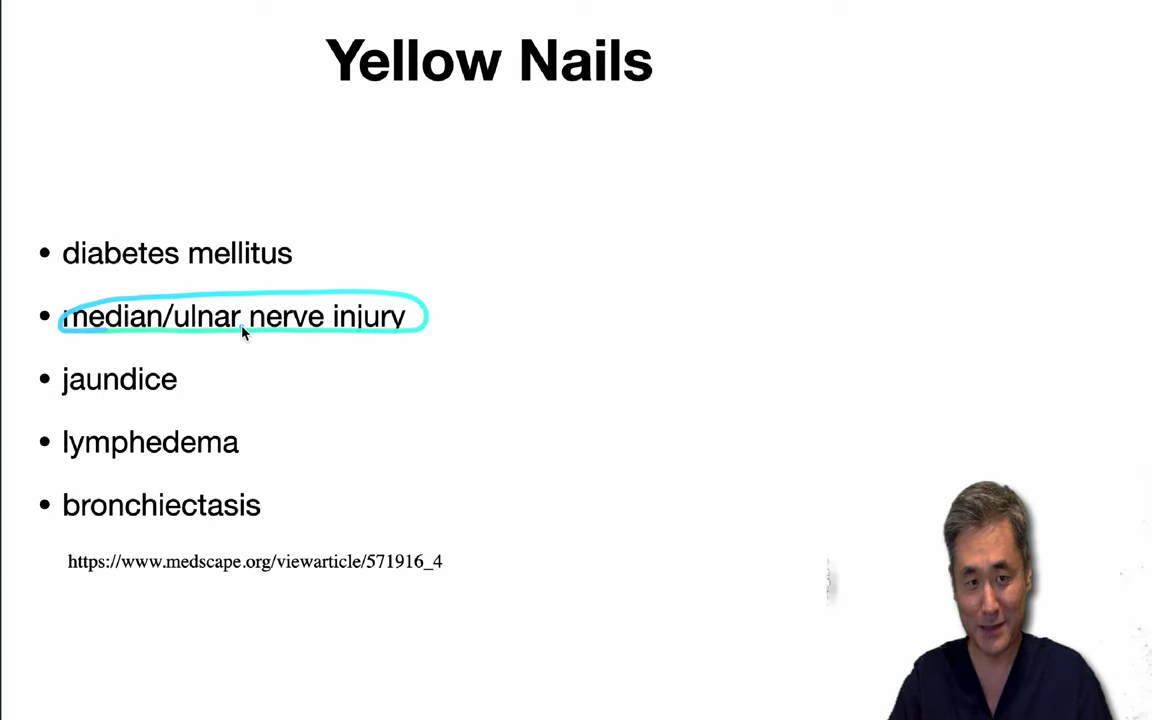 Yellow Nails
• diabetes mellitus
• median/ulnar nerve injury
• jaundice
• lymphedema
• bronchiectasis
https://www.medscape.org/viewarticle/571916_4